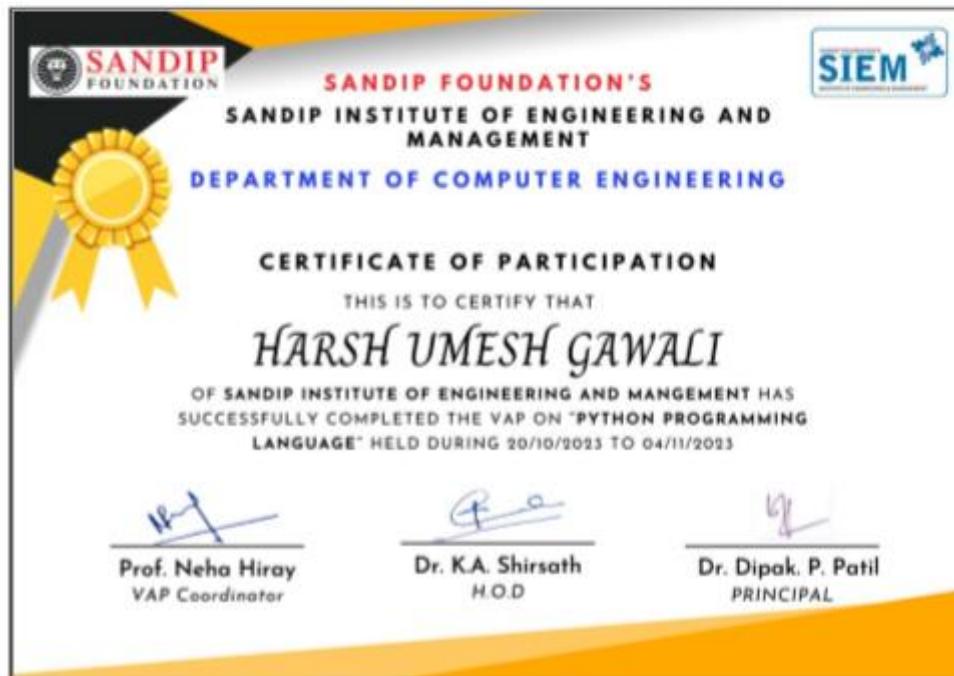 SANDIP
FOUNDATION
SIEM
SANDIP FOUNDATION'S
SANDIP INSTITUTE OF ENGINEERING AND
MANAGEMENT
DEPARTMENT OF COMPUTER ENGINEERING
CERTIFICATE OF PARTICIPATION
THIS IS TO CERTIFY THAT
HARSH UMESH GAWALI
OF SANDIP INSTITUTE OF ENGINEERING AND MANGEMENT HAS
SUCCESSFULLY COMPLETED THE VAP ON "PYTHON PROGRAMMING
LANGUAGE" HELD DURING 20/10/2023 TO 04/11/2023
Prof. Neha Hiray
VAP Coordinator
Dr. K.A. Shirsath
H.O.D
Dr. Dipak. P. Patil
PRINCIPAL